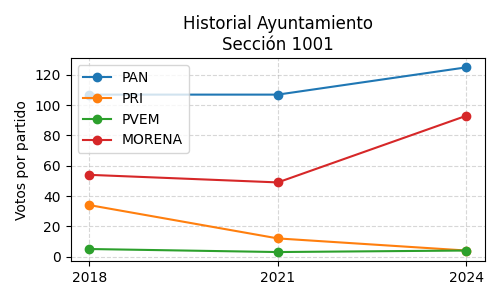 Historial Ayuntamiento
Sección 1001
PAN
PRI
PVEM
MORENA
Votos por partido
120
100
80
60
40
20
0
2018
2021
2024